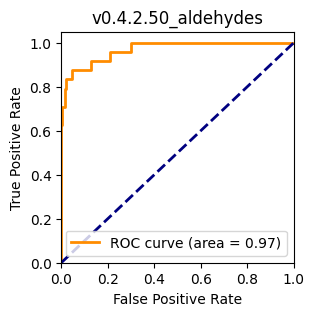 v0.4.2.50_aldehydes
True Positive Rate
1.0
0.8
0.6
0.4
0.2
0.0
ROC curve (area = 0.97)
0.0 0.2 0.4 0.6 0.8 1.0
False Positive Rate